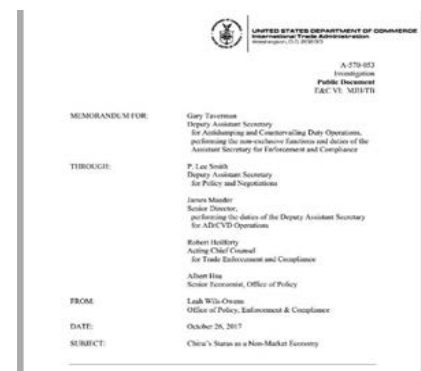 UNITED STATES DEPARTMENT OF COMMERCE
International Trade Administration
Washington, D.C. 20230
A-570-053
Investigation
Public Document
E&C VI: MJH/TB
MEMORANDUM FOR:
Gary Taverman
Deputy Assistant Secretary
for Antidumping and Countervailing Duty Operations,
performing the non-exclusive functions and duties of the
Assistant Secretary for Enforcement and Compliance
THROUGH:
P. Lee Smith
Deputy Assistant Secretary
for Policy and Negotiations
James Maeder
Senior Director,
performing the duties of the Deputy Assistant Secretary
for AD/CVD Operations
Robert Heilferty
Acting Chief Counsel
for Trade Enforcement and Compliance
Albert Hsu
Senior Economist, Office of Policy
FROM:
Leah Wils-Owens
Office of Policy, Enforcement & Compliance
DATE:
October 26, 2017
SUBJECT:
China's Status as a Non-Market Economy